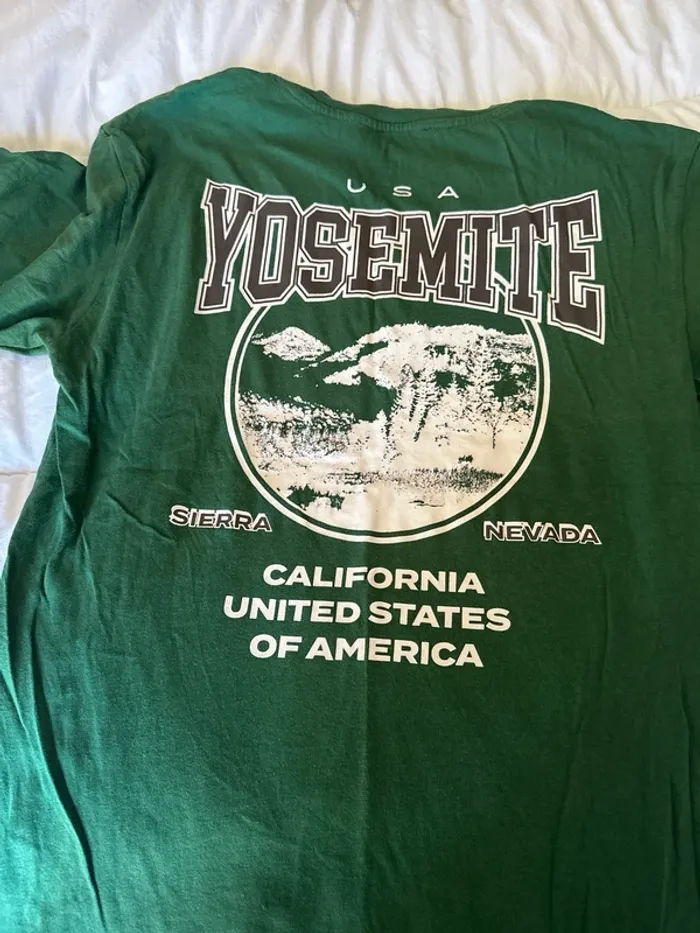 USA
YOSEMITE
SIERRA
NEVADA
CALIFORNIA
UNITED STATES
OF AMERICA